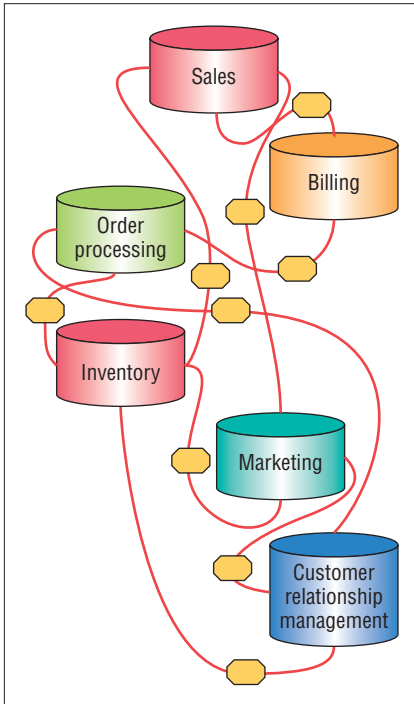 Sales
Billing
Order
processing
Inventory
Marketing
Customer
relationship
management